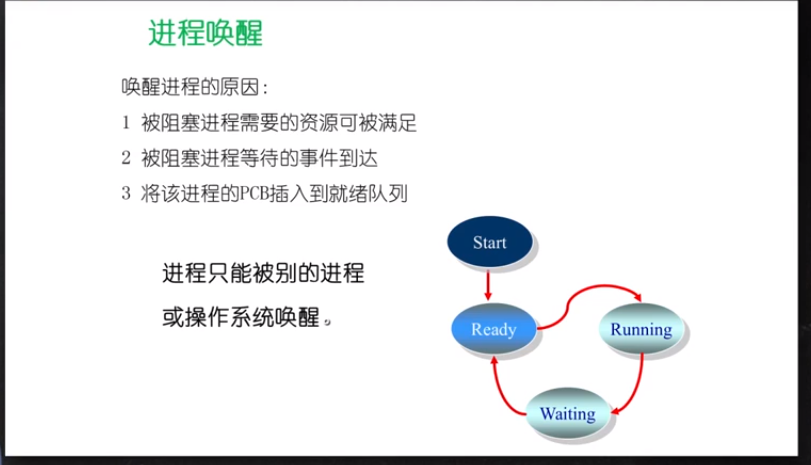 进程唤醒
唤醒进程的原因：
1 被阻塞进程需要的资源可被满足
2 被阻塞进程等待的事件到达
3 将该进程的PCB插入到就绪队列
进程只能被别的进程
或操作系统唤醒。
Start
Ready
Running
Waiting